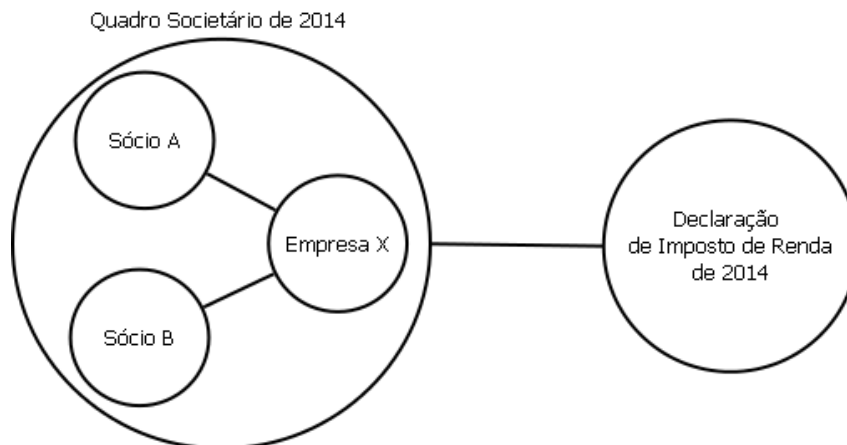 Quadro Societário de 2014
Sócio A
Empresa X
Sócio B
Declaração
de Imposto de Renda
de 2014